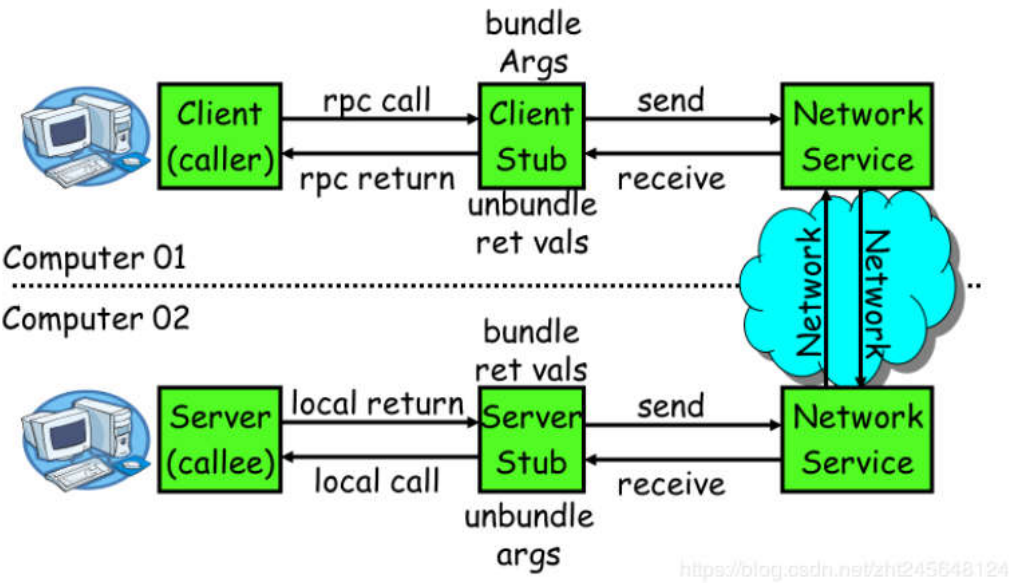 bundle
Args
Client
(caller)
rpc call
rpc return
Client
Stub
send
receive
Network
Service
unbundle
ret vals
Computer 01
Network
Network
Computer 02
bundle
ret vals
Server
(callee)
local return
local call
Server
Stub
send
receive
Network
Service
unbundle
args
https://blog.csdn.net/zht245648124